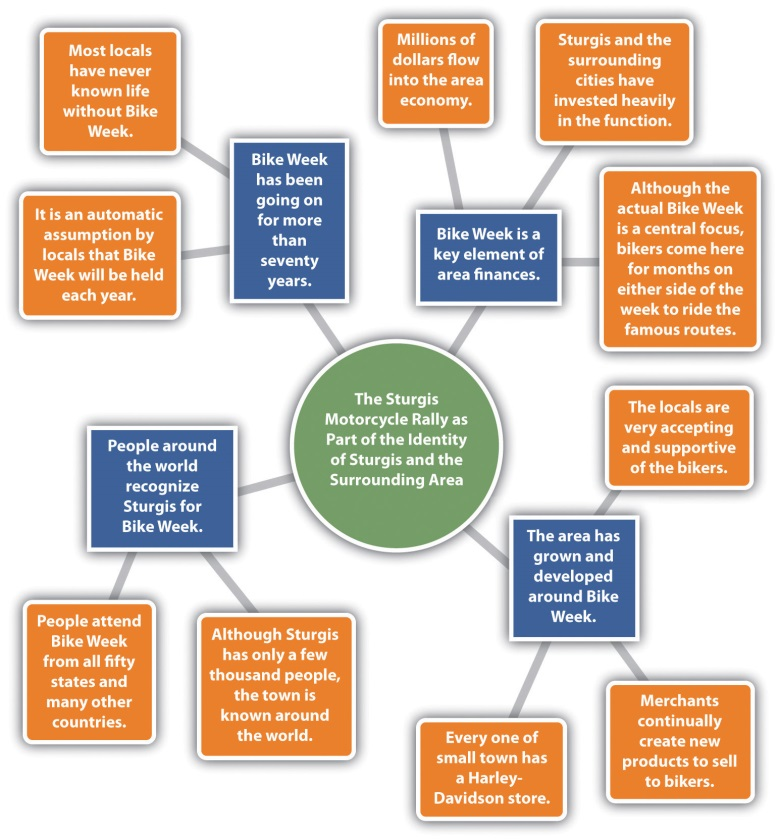 Most locals
have never
known life
without Bike
Week.
It is an automatic
assumption by
locals that Bike
Week will be held
each year.
Bike Week
has been
going on
for more
than
seventy
years.
Millions of
dollars flow
into the area
economy.
Sturgis and the
surrounding
cities have
invested heavily
in the function.
Bike Week is a
key element of
area finances.
Although the
actual Bike Week
is a central focus,
bikers come here
for months on
either side of the
week to ride the
famous routes.
The Sturgis
Motorcycle Rally as
Part of the Identity
of Sturgis and the
Surrounding Area
People around
the world
recognize
Sturgis for
Bike Week.
People attend
Bike Week
from all fifty
states and
many other
countries.
Although Sturgis
has only a few
thousand people,
the town is
known around
the world.
The locals are
very accepting
and supportive
of the bikers.
The area has
grown and
developed
around Bike
Week.
Every one of
small town has
a Harley-
Davidson store.
Merchants
continually
create new
products to sell
to bikers.